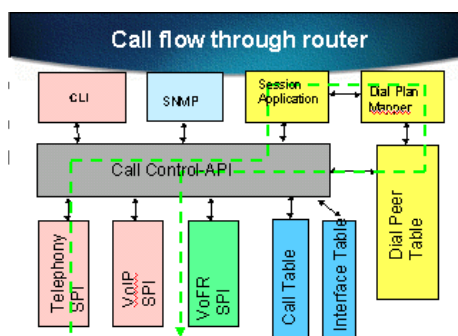 Call flow through router
CLI
SNMP
Session
Application
Dial Plan
Mapper
Call Control-API
Telephony
SPI
VoIP
SPI
VoFR
SPI
Call Table
Interface Table
Dial Peer
Table